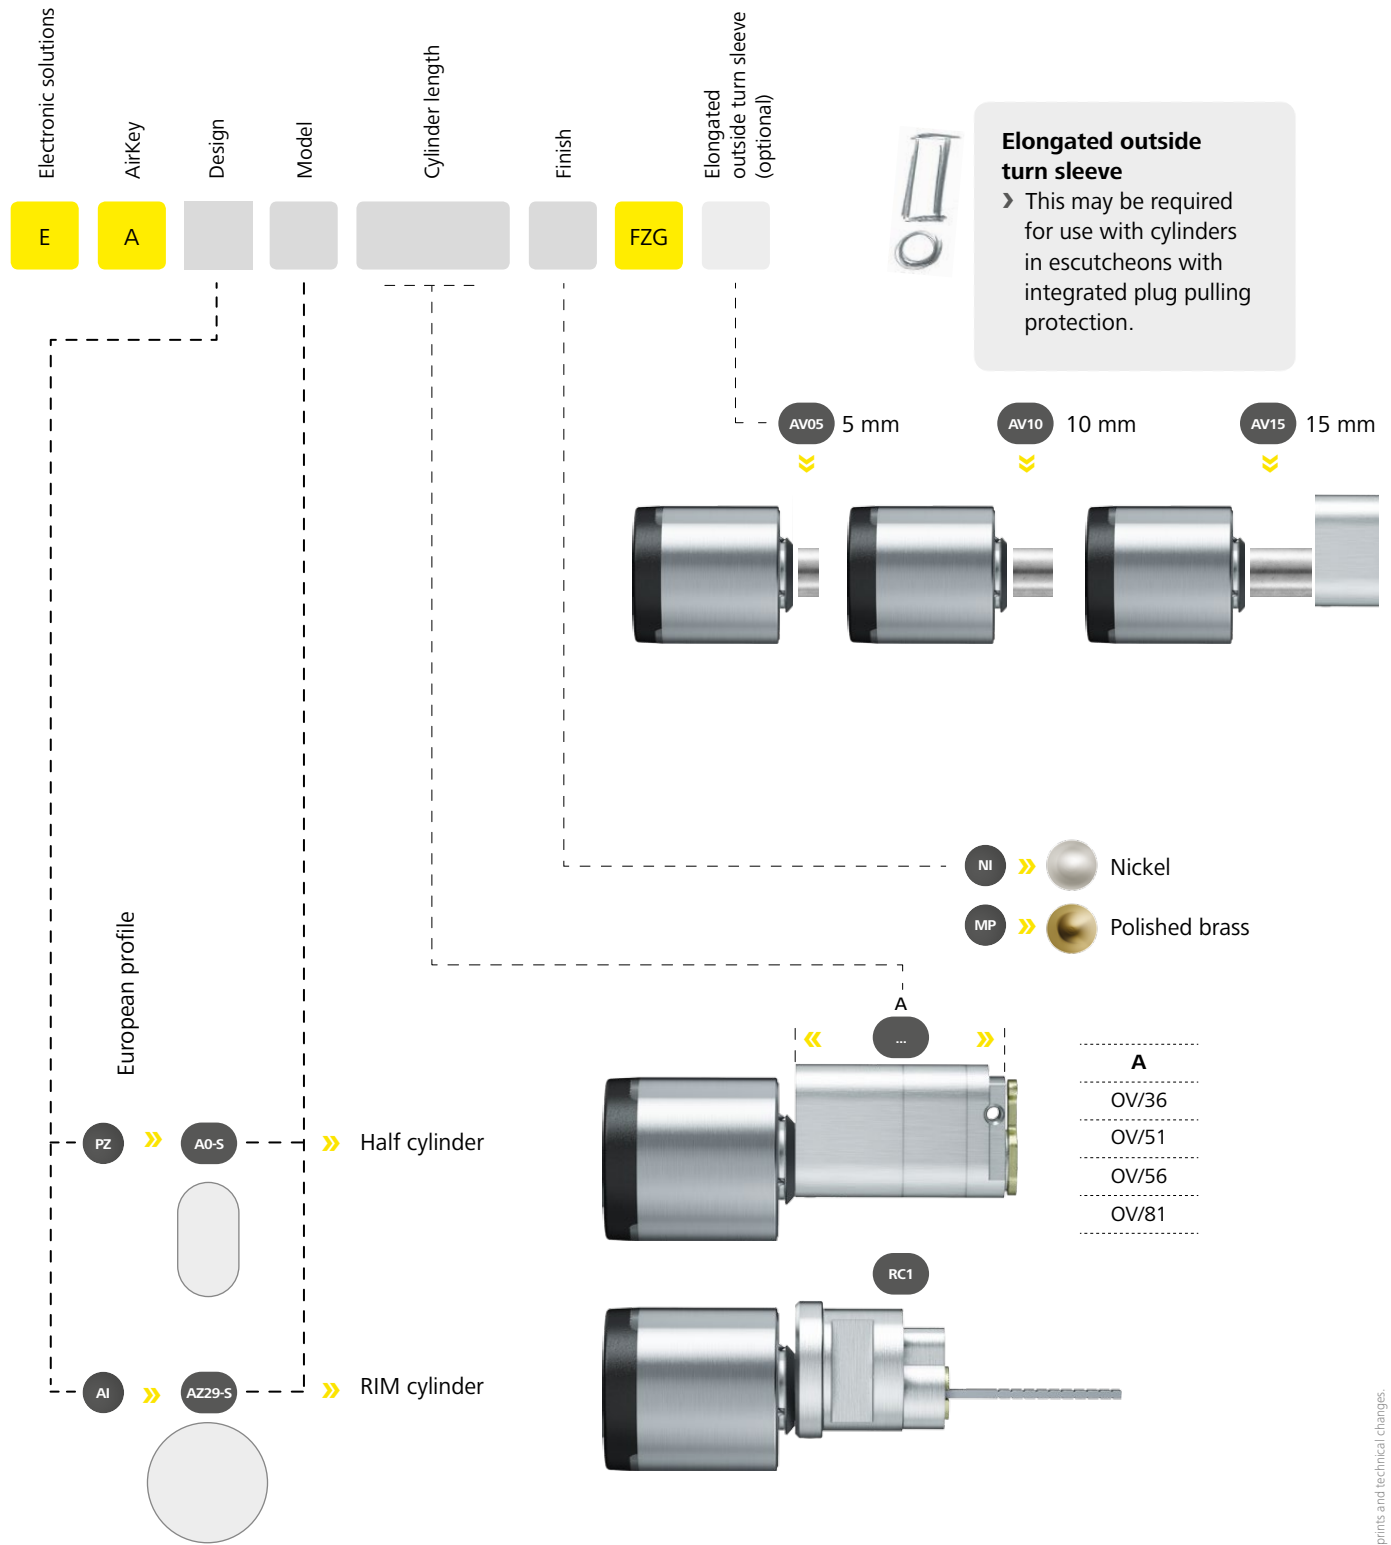 Electronic solutions
AirKey
Design
Model
Cylinder length
Finish
Elongated
outside turn sleeve
(optional)
E
A
FZG
Elongated outside
turn sleeve
› This may be required
for use with cylinders
in escutcheons with
integrated plug pulling
protection.
AV05 5 mm
AV10 10 mm
AV15 15 mm
NI » Nickel
MP » Polished brass
European profile
A
« ... »
A
OV/36
OV/51
OV/56
OV/81
PZ » A0-S » Half cylinder
RC1
AI » AZ29-S » RIM cylinder
prints and technical changes.